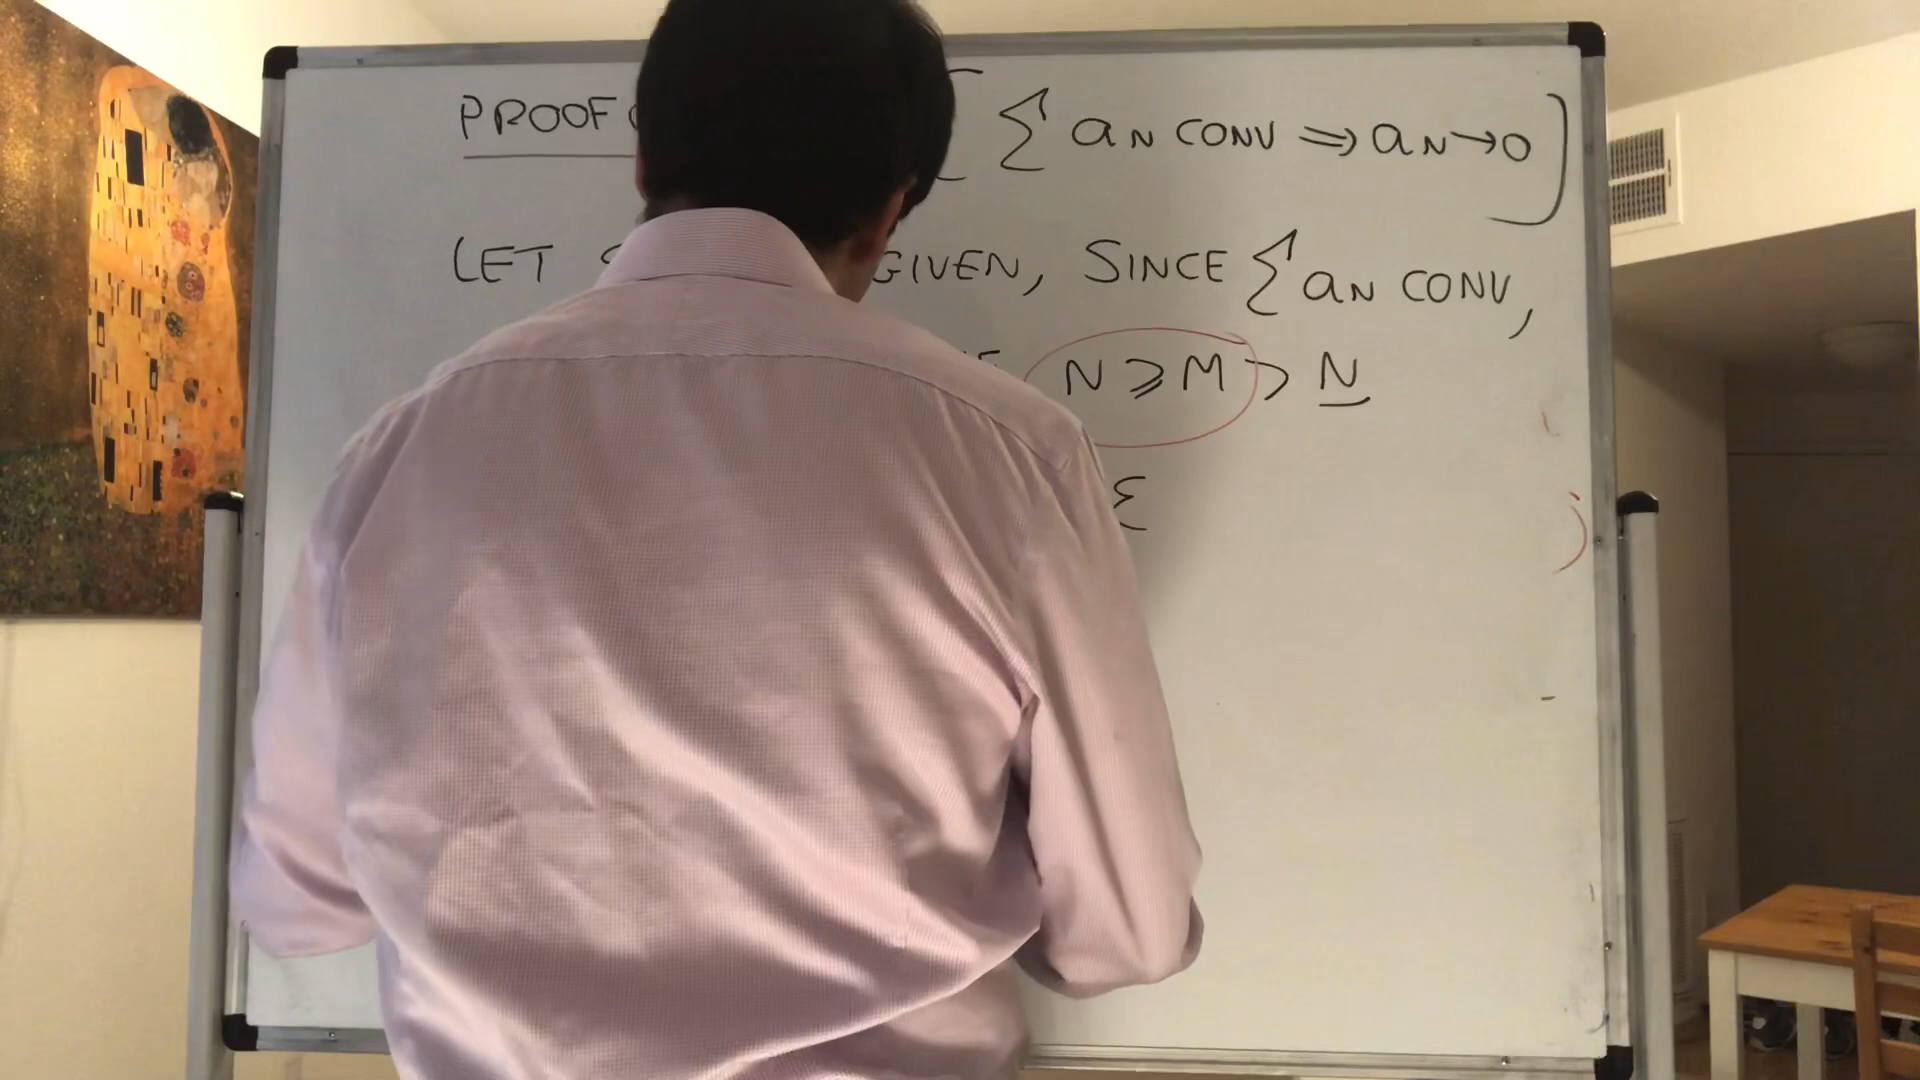 PROOF [ Σ aN CONV ⇒ aN → 0 ]
LET GIVEN, SINCE Σ aN CONV,
N ⩾ M > N
ε